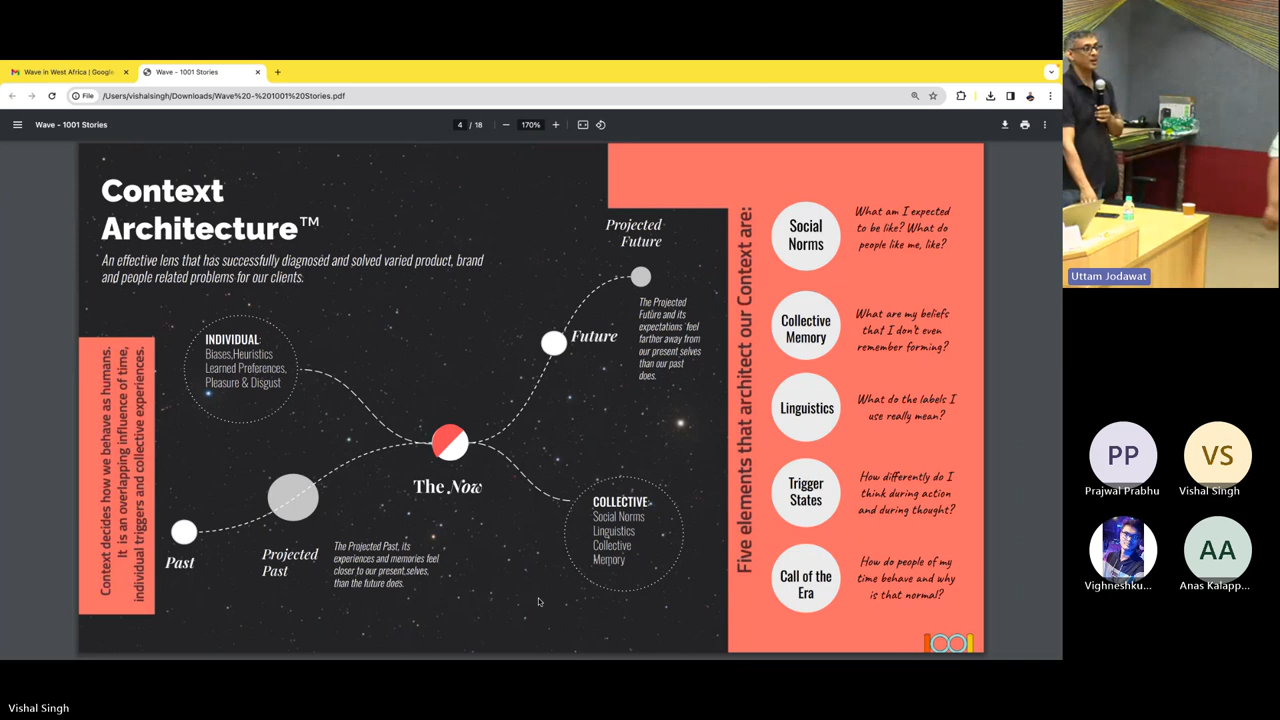 Wave in West Africa | Google
Wave - 1001 Stories
File
/Users/vishalsingh/Downloads/Wave%20-%201001%20Stories.pdf
Wave - 1001 Stories
4 / 18
170%
Context
Architecture™
An effective lens that has successfully diagnosed and solved varied product, brand
and people related problems for our clients.
Context decides how we behave as humans.
It is an overlapping influence of time,
individual triggers and collective experiences.
INDIVIDUAL
Biases,Heuristics
Learned Preferences,
Pleasure & Disgust
Past
Projected
Past
The Projected Past, its
experiences and memories feel
closer to our present,selves,
than the future does.
The Now
Future
Projected
Future
The Projected
Future and its
expectations 'feel
farther away from
our present selves
than our past
does.
COLLECTIVE
Social Norms
Linguistics
Collective
Memory
Five elements that architect our Context are:
Social
Norms
What am I expected
to be like? What do
people like me, like?
Collective
Memory
What are my beliefs
that I don't even
remember forming?
Linguistics
What do the labels I
use really mean?
Trigger
States
How differently do I
think during action
and during thought?
Call of the
Era
How do people of my
time behave and why
is that normal?
1001
Uttam Jodawat
PP
Prajwal Prabhu
VS
Vishal Singh
Vighneshku...
AA
Anas Kalapp...
Vishal Singh